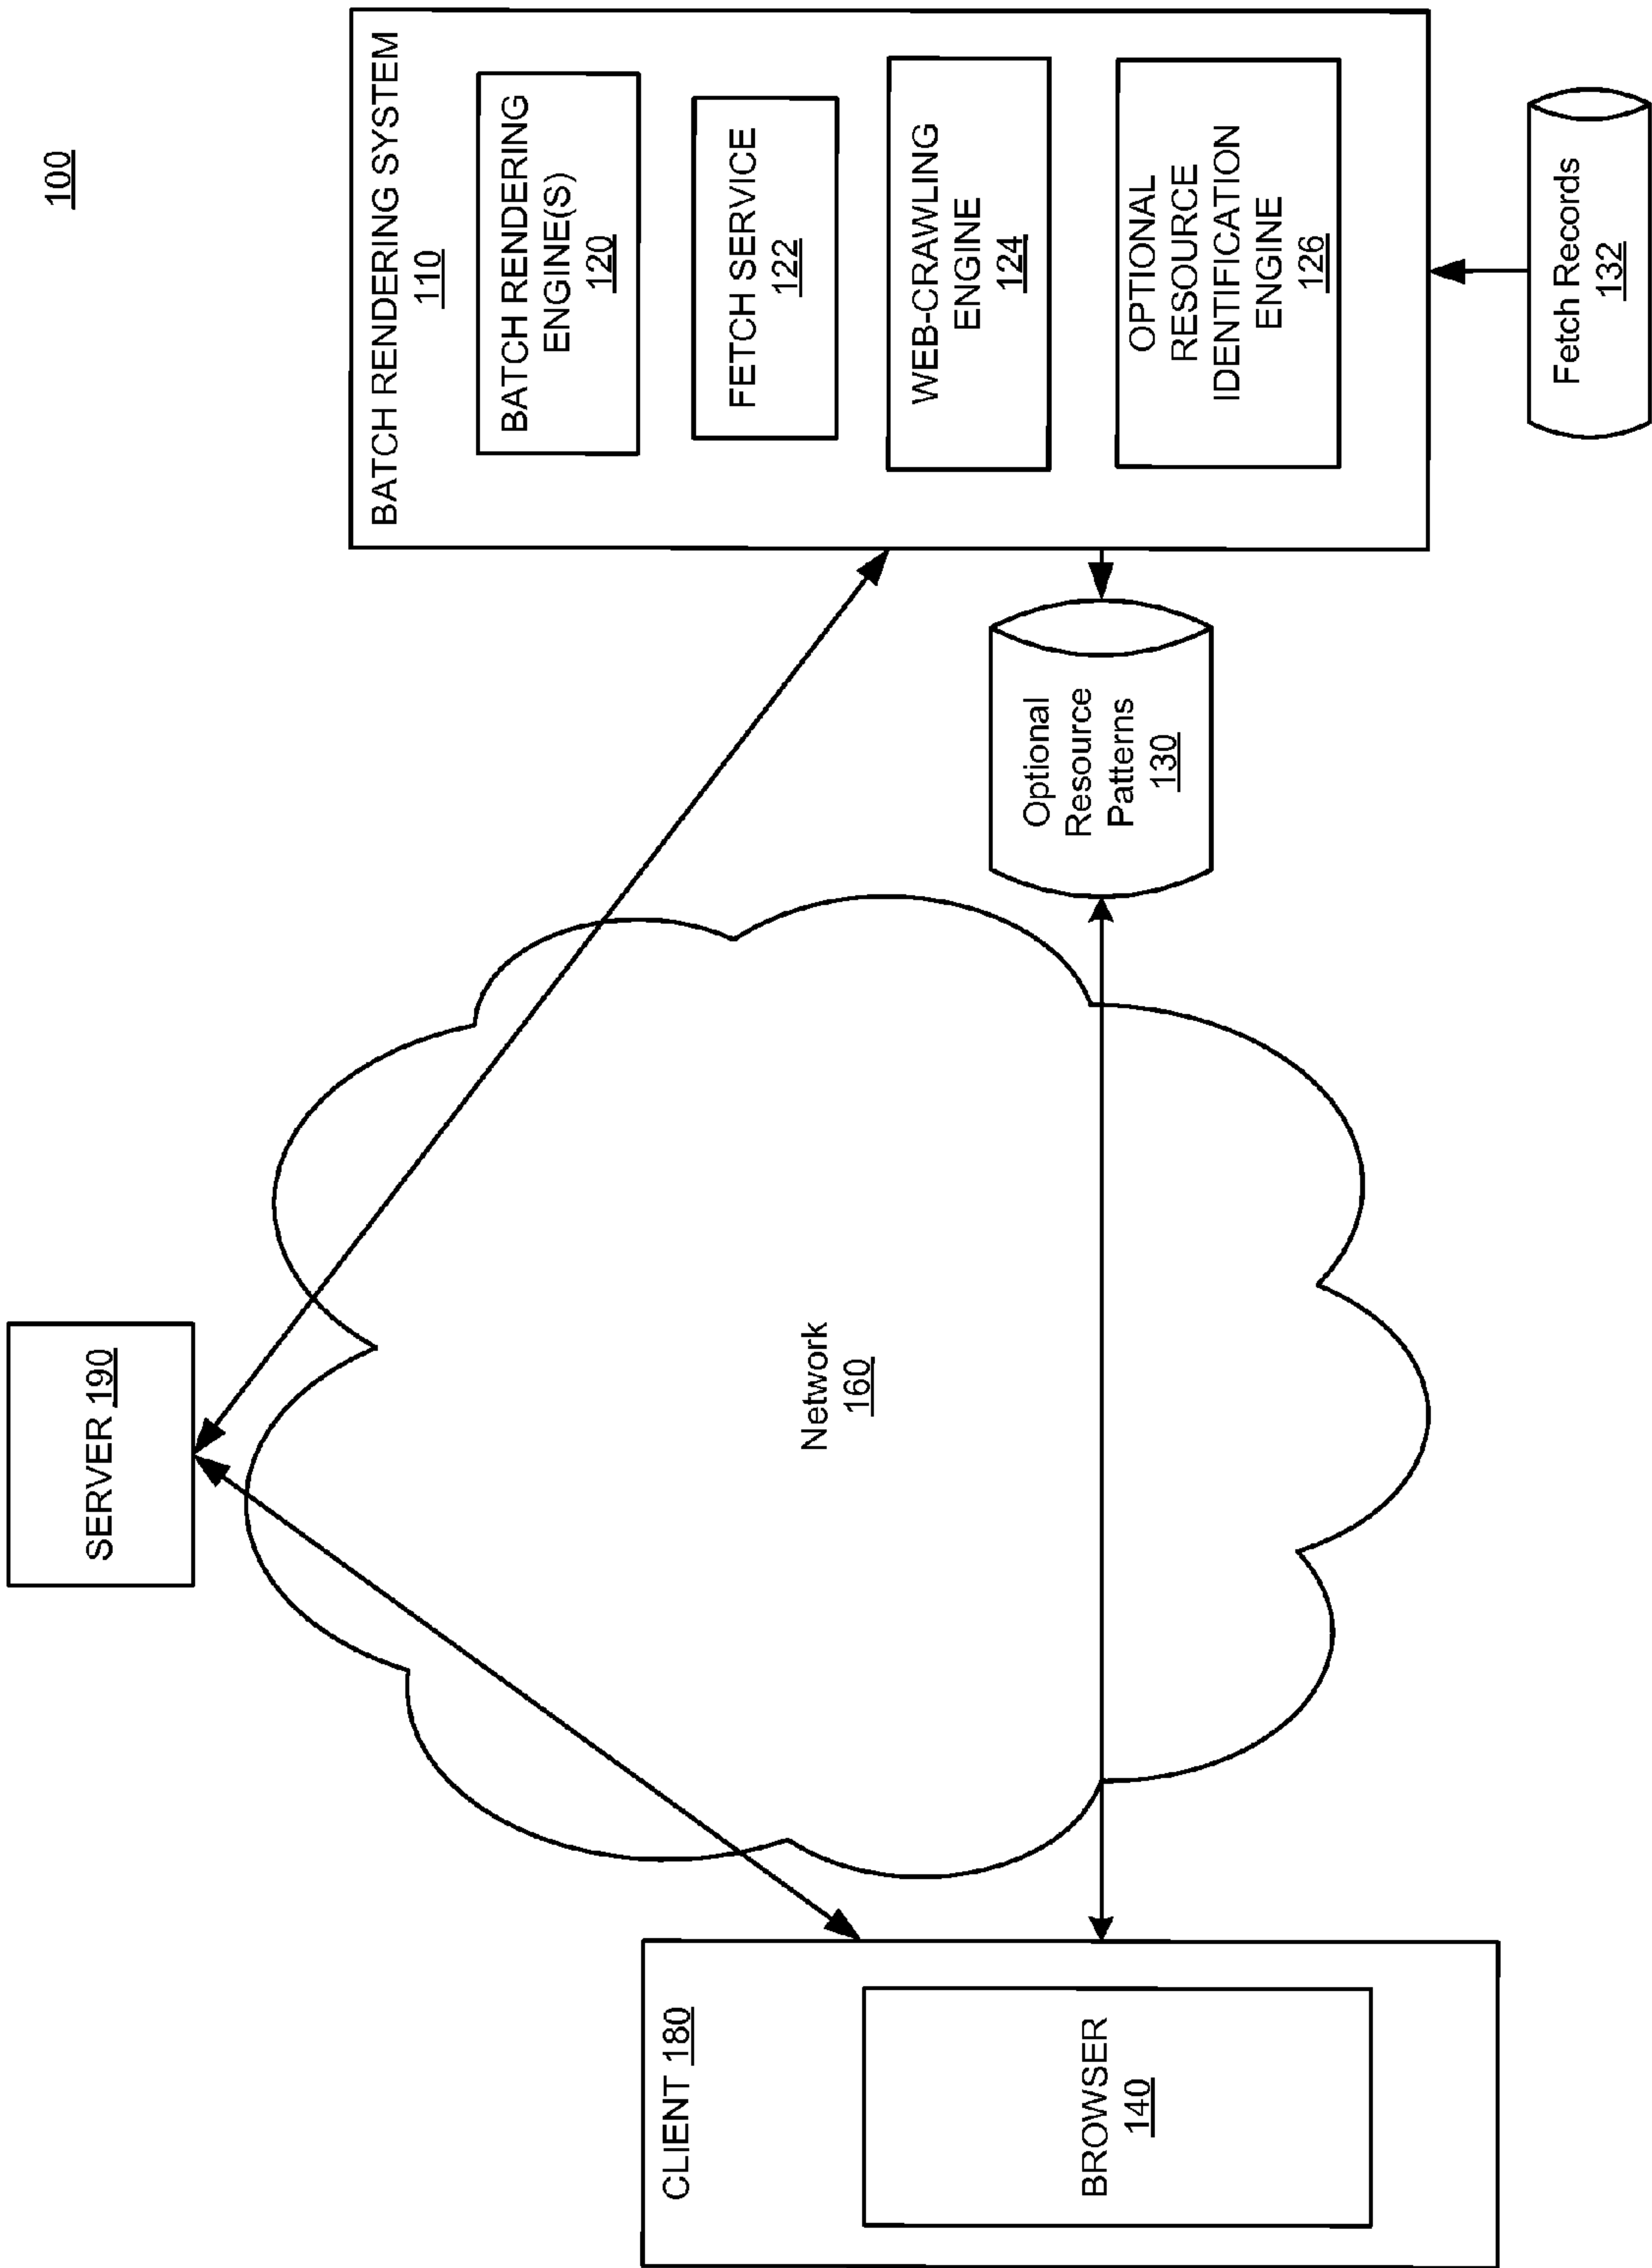 100
SERVER 190
CLIENT 180
BROWSER
140
Network
160
Optional
Resource
Patterns
130
BATCH RENDERING SYSTEM
110
BATCH RENDERING
ENGINE(S)
120
FETCH SERVICE
122
WEB-CRAWLING
ENGINE
124
OPTIONAL
RESOURCE
IDENTIFICATION
ENGINE
126
Fetch Records
132